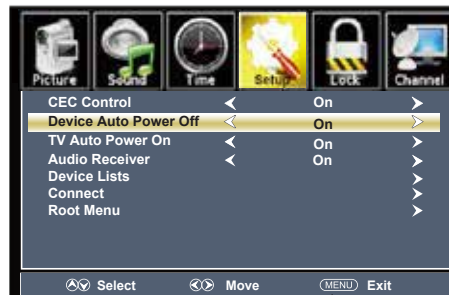 Picture Sound Time Setup Lock Channel
CEC Control On
Device Auto Power Off On
TV Auto Power On On
Audio Receiver On
Device Lists
Connect
Root Menu
Select Move MENU Exit